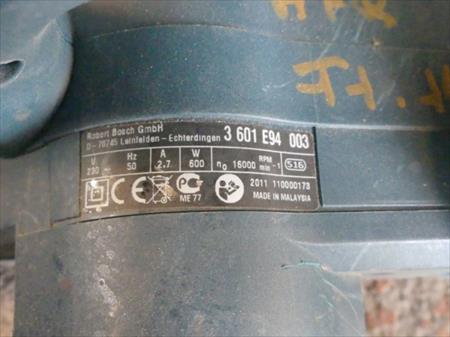 Robert Bosch GmbH
D- 70745 Leinfelden - Echterdingen 3 601 E94 003
V Hz A W RPM
230 50 2.7 600 n0 16000 min-1 516
CE ME 77 2011 110000173
MADE IN MALAYSIA